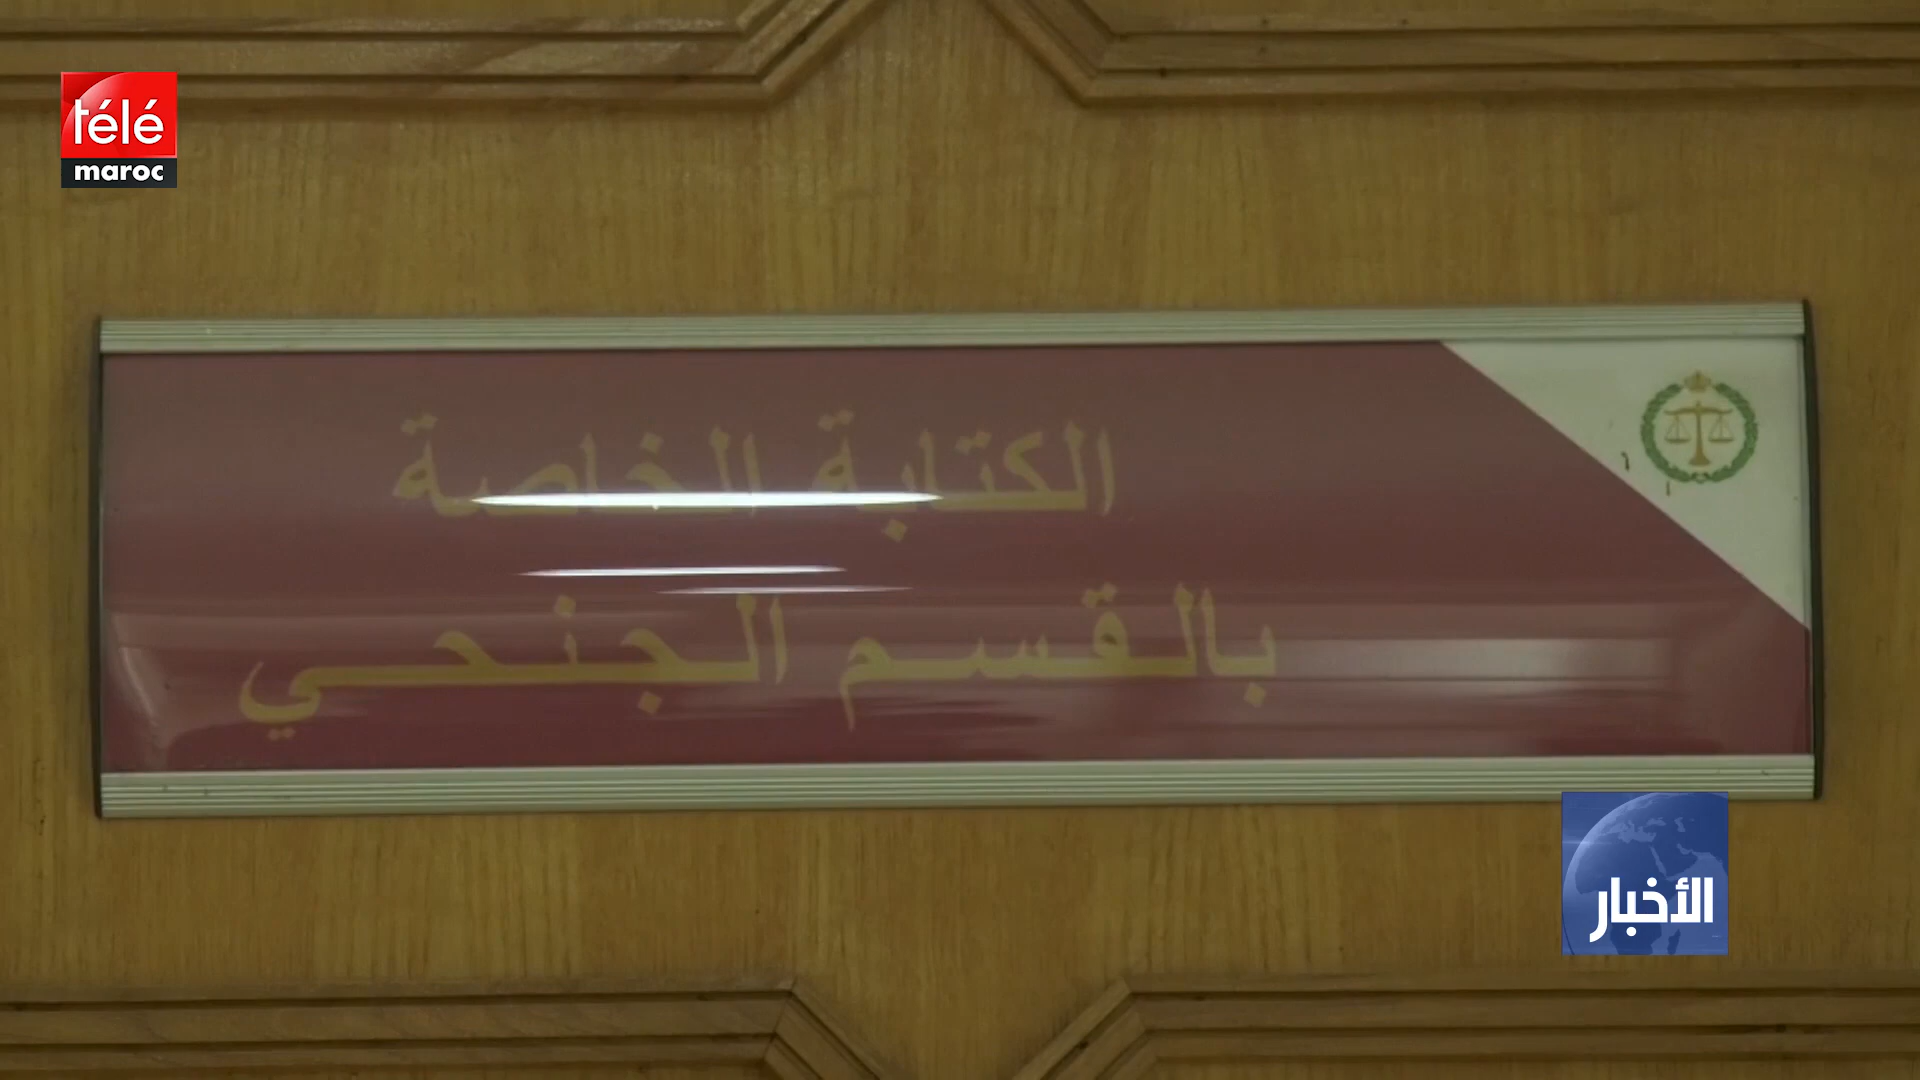 télé
maroc
الكتابة الخاصة
بالقسم الجنحي
الأخبار